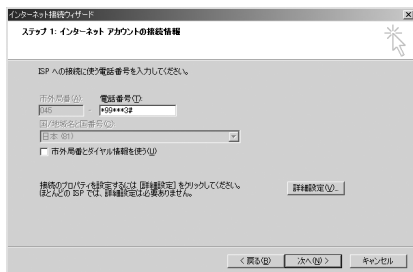 インターネット接続ウィザード
ステップ 1: インターネット アカウントの接続情報
ISP への接続に使う電話番号を入力してください。
市外局番(A): 電話番号(T):
045 - *99***3#
国/地域名と国番号(O):
日本 (81)
市外局番とダイヤル情報を使う(U)
接続のプロパティを設定するには [詳細設定] をクリックしてください。
ほとんどの ISP では、詳細設定は必要ありません。
詳細設定(V)...
< 戻る(B) 次へ(N) > キャンセル